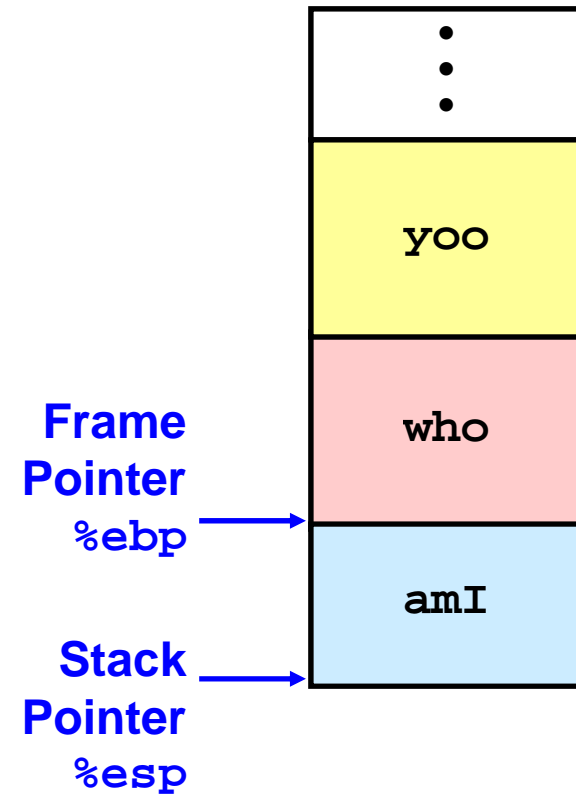 yoo
who
Frame
Pointer
%ebp
amI
Stack
Pointer
%esp